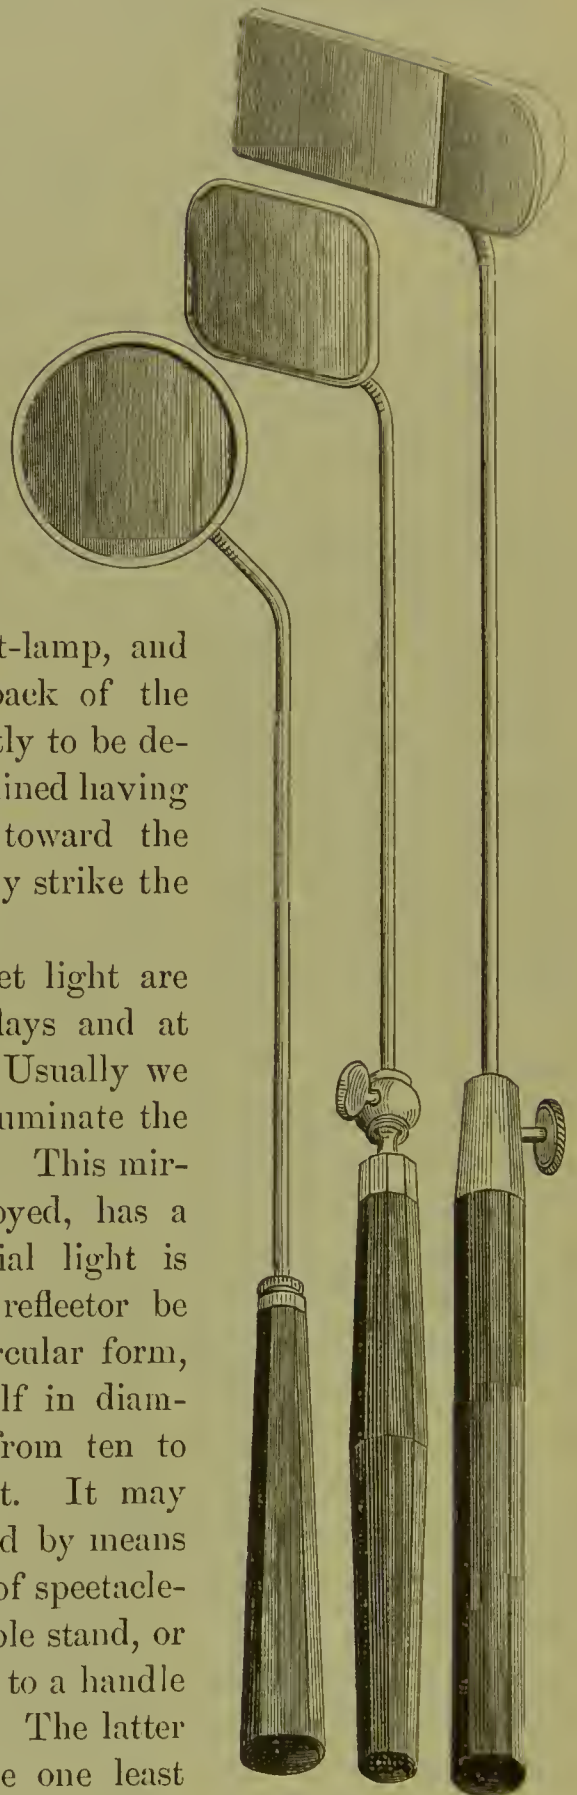 t-lamp, and
back of the
tly to be de-
ined having
toward the
y strike the
et light are
lays and at
Usually we
uminate the
This mir-
oyed, has a
ial light is
reflector be
rcular form,
lf in diam-
from ten to
t. It may
d by means
of spectacle-
ble stand, or
to a handle
The latter
e one least